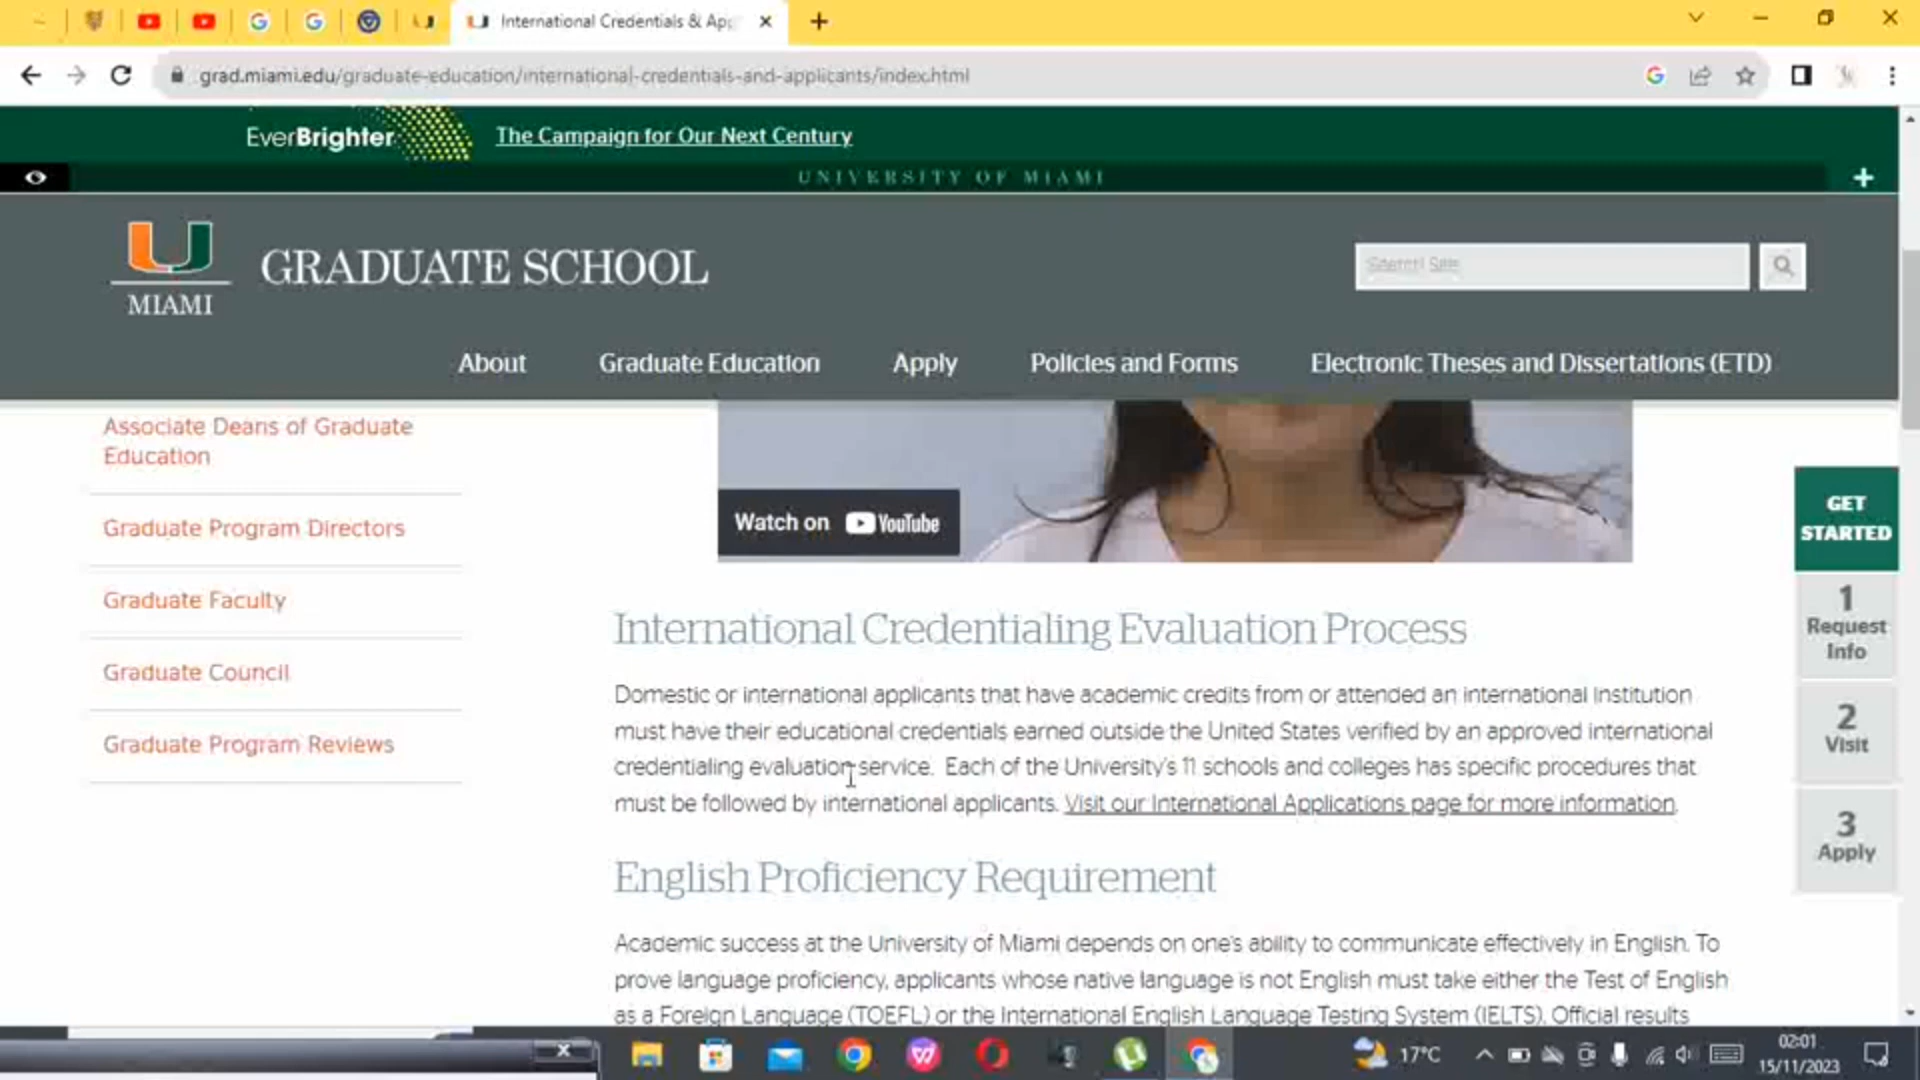 International Credentials & App
grad.miami.edu/graduate-education/international-credentials-and-applicants/index.html
EverBrighter
The Campaign for Our Next Century
UNIVERSITY OF MIAMI
MIAMI
GRADUATE SCHOOL
Search Site
About
Graduate Education
Apply
Policies and Forms
Electronic Theses and Dissertations (ETD)
Associate Deans of Graduate
Education
Graduate Program Directors
Graduate Faculty
Graduate Council
Graduate Program Reviews
Watch on YouTube
International Credentialing Evaluation Process
Domestic or international applicants that have academic credits from or attended an international Institution
must have their educational credentials earned outside the United States verified by an approved international
credentialing evaluation service. Each of the University's 11 schools and colleges has specific procedures that
must be followed by international applicants. Visit our International Applications page for more information.
English Proficiency Requirement
Academic success at the University of Miami depends on one's ability to communicate effectively in English. To
prove language proficiency, applicants whose native language is not English must take either the Test of English
as a Foreign Language (TOEFL) or the International English Language Testing System (IELTS). Official results
GET
STARTED
1
Request
Info
2
Visit
3
Apply
17°C
02:01
15/11/2023